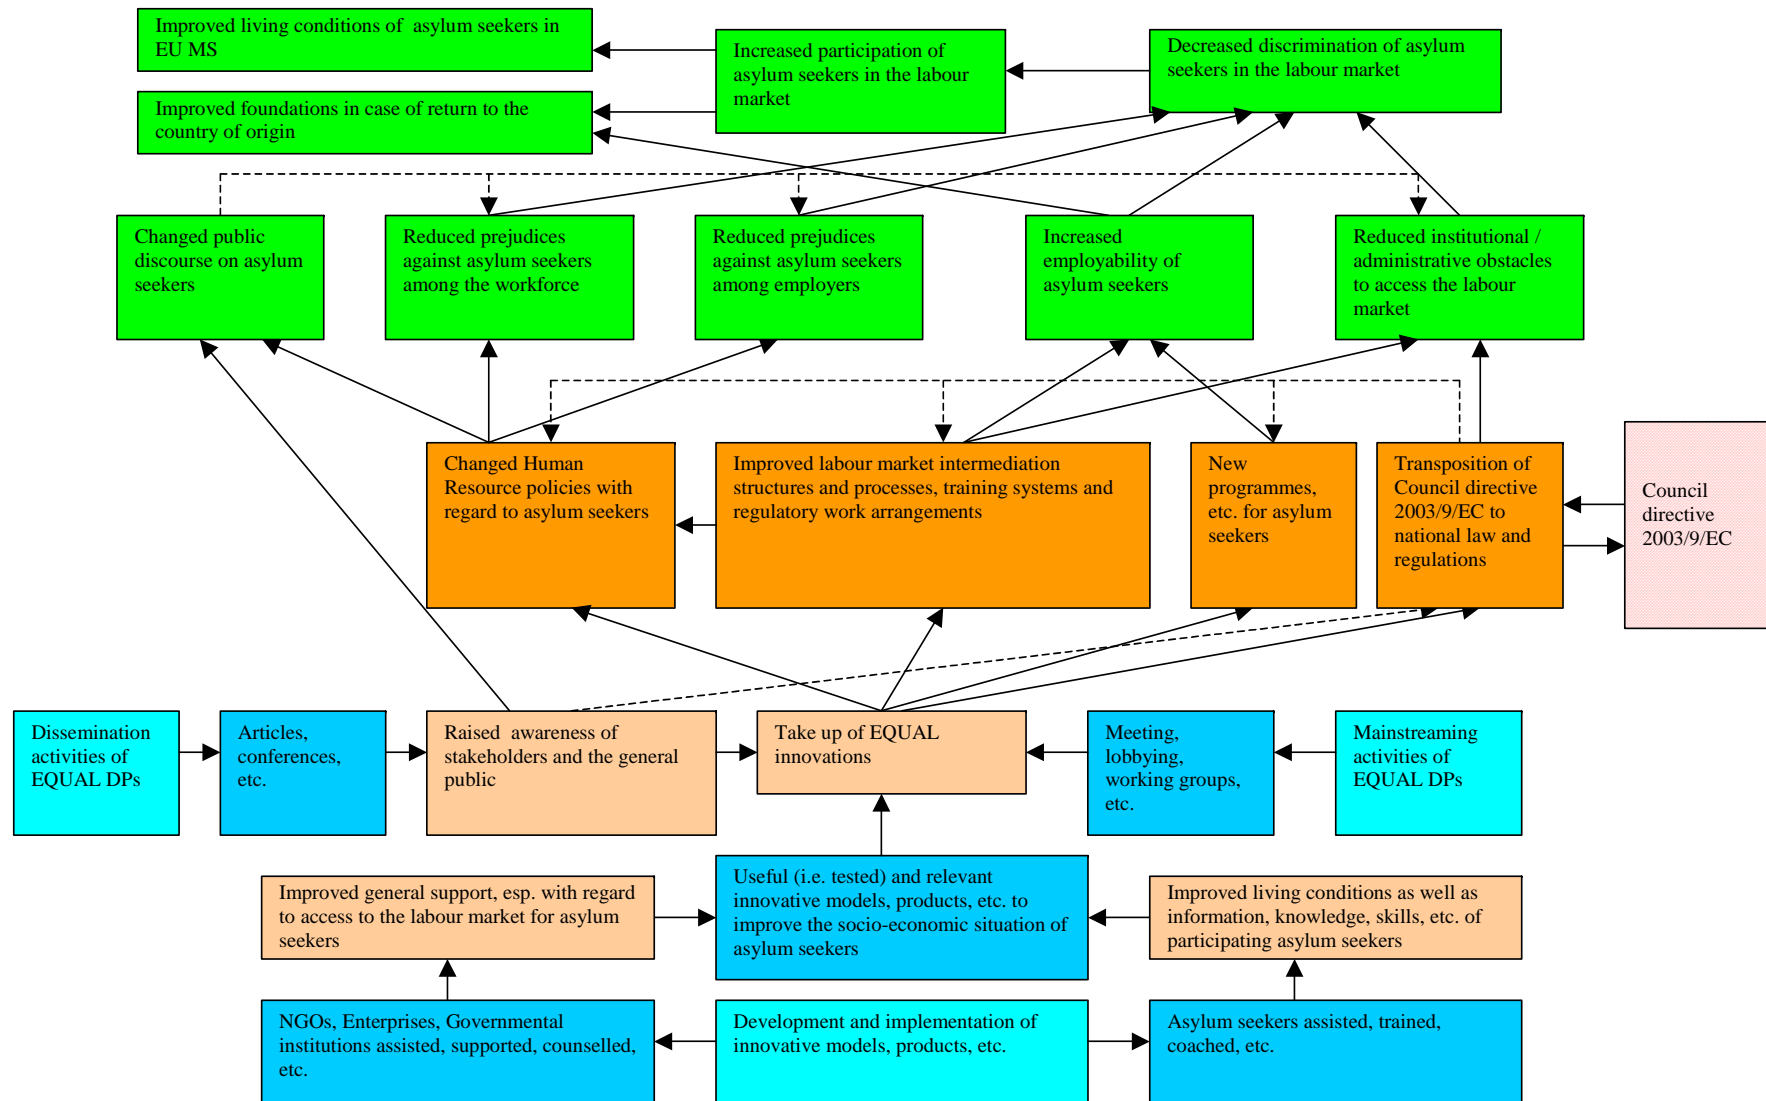 Improved living conditions of asylum seekers in
EU MS
Increased participation of
asylum seekers in the labour
market
Decreased discrimination of asylum
seekers in the labour market
Improved foundations in case of return to the
country of origin
Changed public
discourse on asylum
seekers
Reduced prejudices
against asylum seekers
among the workforce
Reduced prejudices
against asylum seekers
among employers
Increased
employability of
asylum seekers
Reduced institutional /
administrative obstacles
to access the labour
market
Changed Human
Resource policies with
regard to asylum seekers
Improved labour market intermediation
structures and processes, training systems and
regulatory work arrangements
New
programmes,
etc. for asylum
seekers
Transposition of
Council directive
2003/9/EC to
national law and
regulations
Council
directive
2003/9/EC
Dissemination
activities of
EQUAL DPs
Articles,
conferences,
etc.
Raised awareness of
stakeholders and the general
public
Take up of EQUAL
innovations
Meeting,
lobbying,
working groups,
etc.
Mainstreaming
activities of
EQUAL DPs
Improved general support, esp. with regard
to access to the labour market for asylum
seekers
Useful (i.e. tested) and relevant
innovative models, products, etc. to
improve the socio-economic situation of
asylum seekers
Improved living conditions as well as
information, knowledge, skills, etc. of
participating asylum seekers
NGOs, Enterprises, Governmental
institutions assisted, supported, counselled,
etc.
Development and implementation of
innovative models, products, etc.
Asylum seekers assisted, trained,
coached, etc.